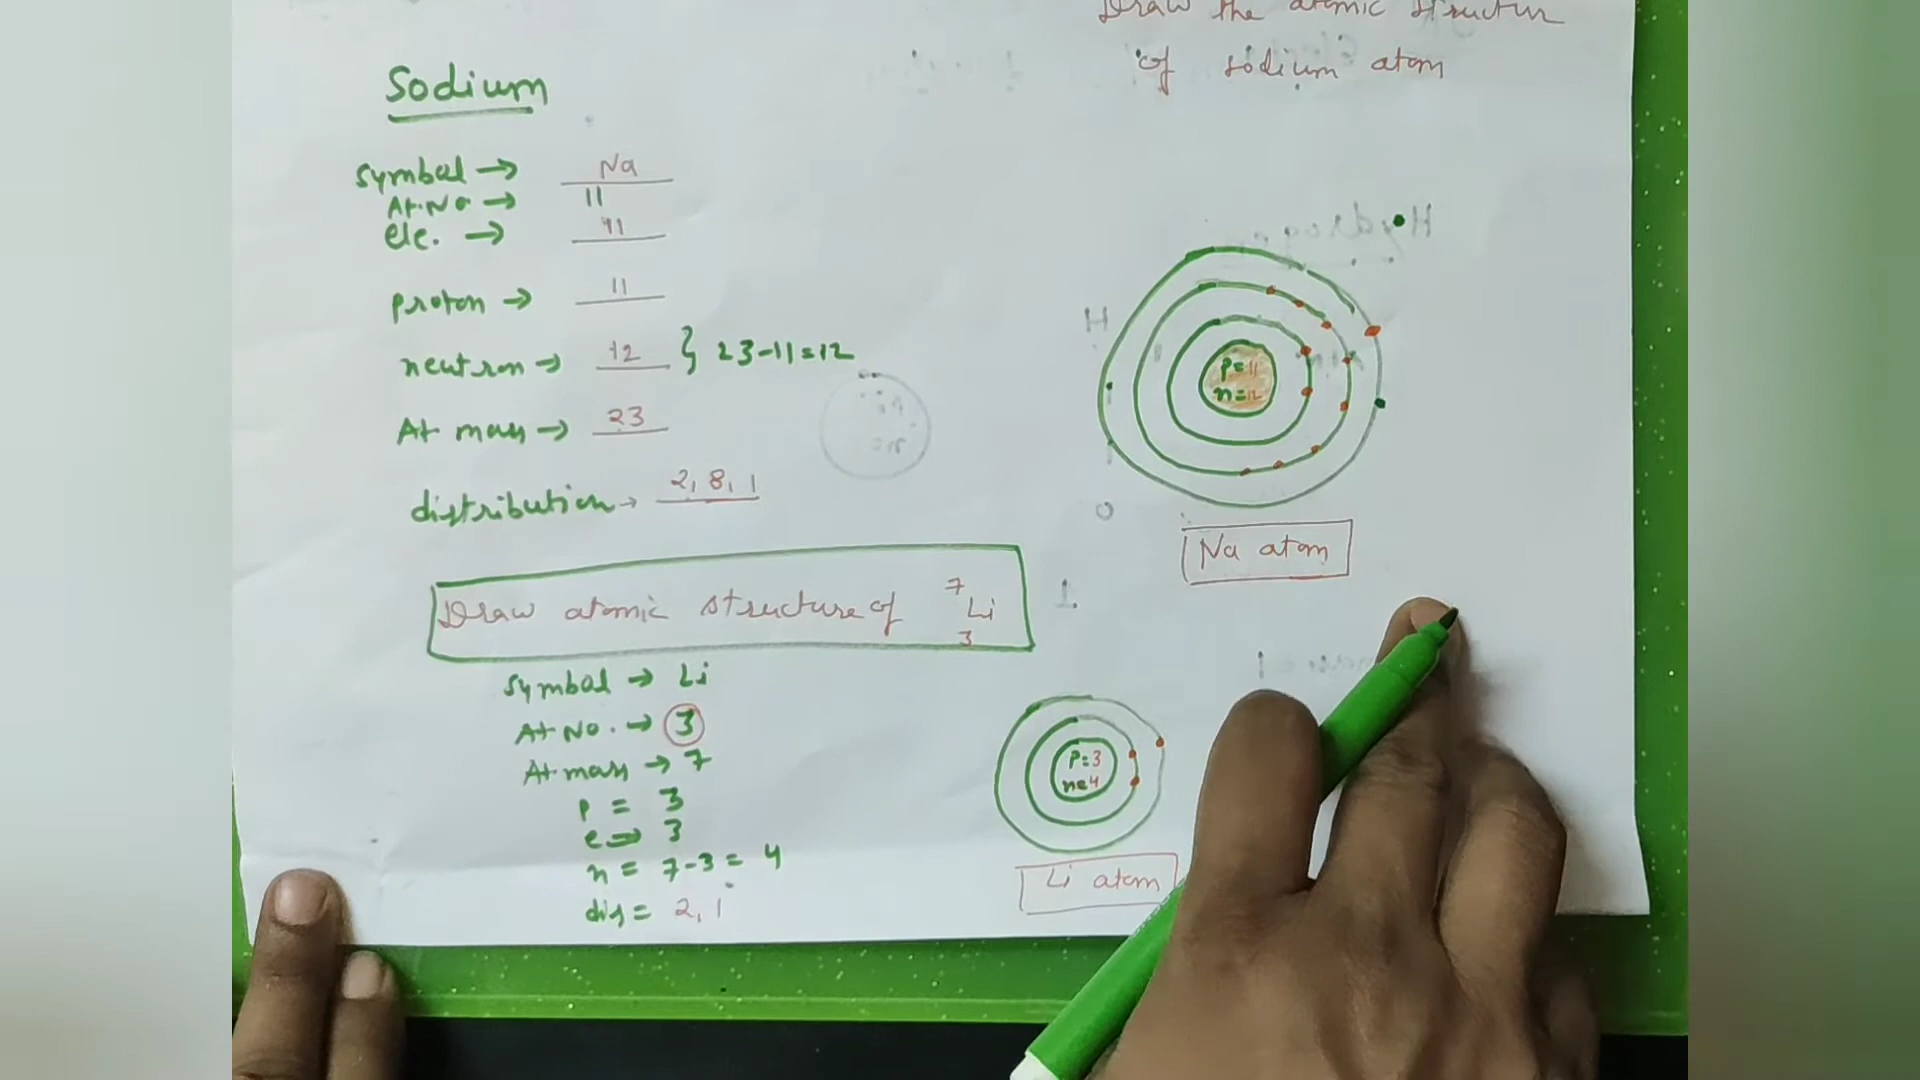 Draw the atomic structur
of sodium atom
Sodium
symbol → Na
At.No → 11
ele. → 11
proton → 11
neutron → 12 } 23-11=12
At mass → 23
distribution → 2, 8, 1
p=11
n=12
Na atom
Draw atomic structure of 7 Li 3
symbol → Li
At No. → 3
At mass → 7
p = 3
e → 3
n = 7-3 = 4
dis = 2, 1
P=3
n=4
Li atom